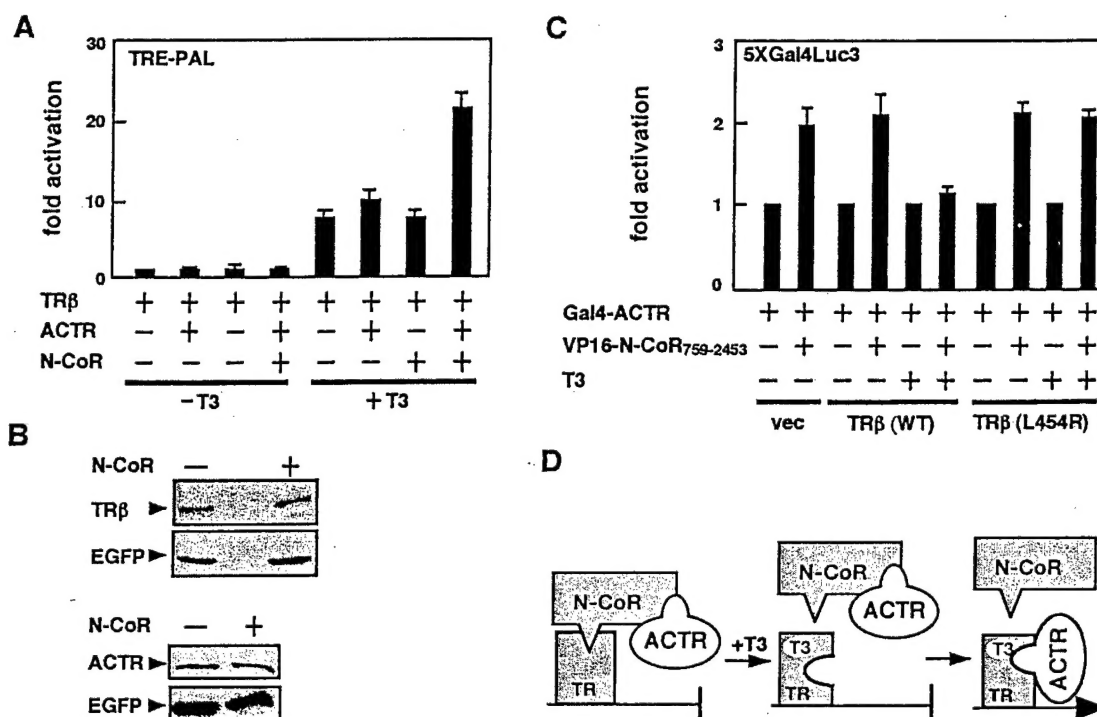 A
30
TRE-PAL
20
10
0
fold activation
TRβ + + + + + + + +
ACTR − + − + − + − +
N-CoR − − + + − − + +
−T3 +T3
B
N-CoR − +
TRβ
EGFP
N-CoR − +
ACTR
EGFP
C
3
5XGal4Luc3
2
1
0
fold activation
Gal4-ACTR + + + + + + + + + +
VP16-N-CoR759-2453 − + − + − + − + − +
T3 − − − − + + − − + +
vec TRβ (WT) TRβ (L454R)
D
N-CoR
ACTR
TR
+T3
N-CoR
ACTR
T3
TR
N-CoR
T3
ACTR
TR